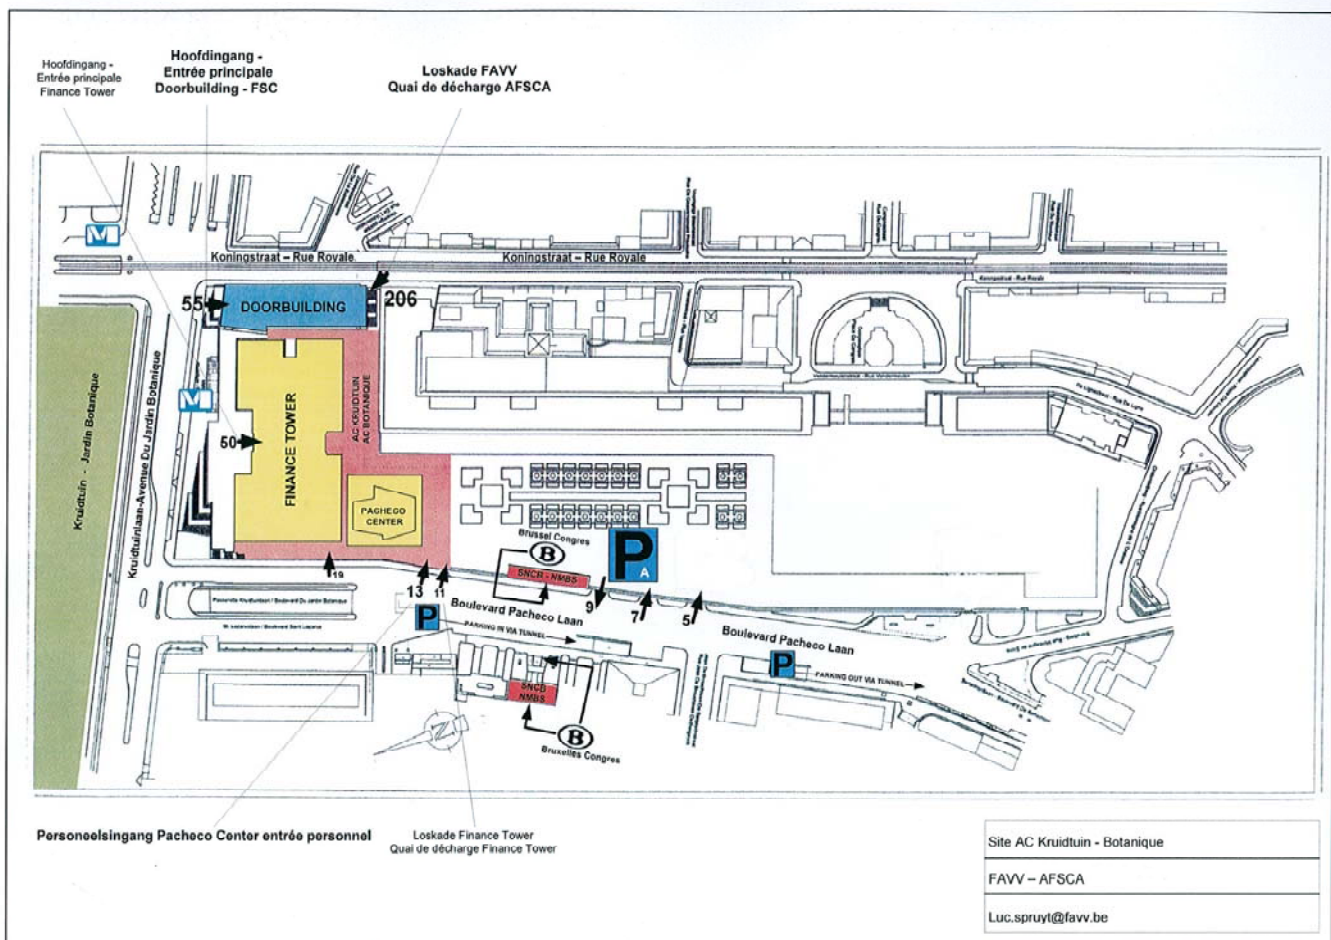 Hoofdingang -
Entrée principale
Finance Tower
Hoofdingang -
Entrée principale
Doorbuilding - FSC
Loskade FAVV
Quai de décharge AFSCA
M
Koningstraat – Rue Royale
Koningstraat – Rue Royale
Koningstraat - Rue Royale
55
DOORBUILDING
206
Kruidtuin - Jardin Botanique
Kruidtuinlaan-Avenue Du Jardin Botanique
M
50
FINANCE TOWER
AC KRUIDTUIN
AC BOTANIQUE
PACHECO
CENTER
Brussel Congres
B
SNCB - NMBS
P
A
19
13
11
9
7
5
P
Boulevard Pacheco Laan
Boulevard Pacheco Laan
PARKING IN VIA TUNNEL
P
PARKING OUT VIA TUNNEL
SNCB
NMBS
B
Bruxelles Congres
N
Personeelsingang Pacheco Center entrée personnel
Loskade Finance Tower
Quai de décharge Finance Tower
Site AC Kruidtuin - Botanique
FAVV – AFSCA
Luc.spruyt@favv.be